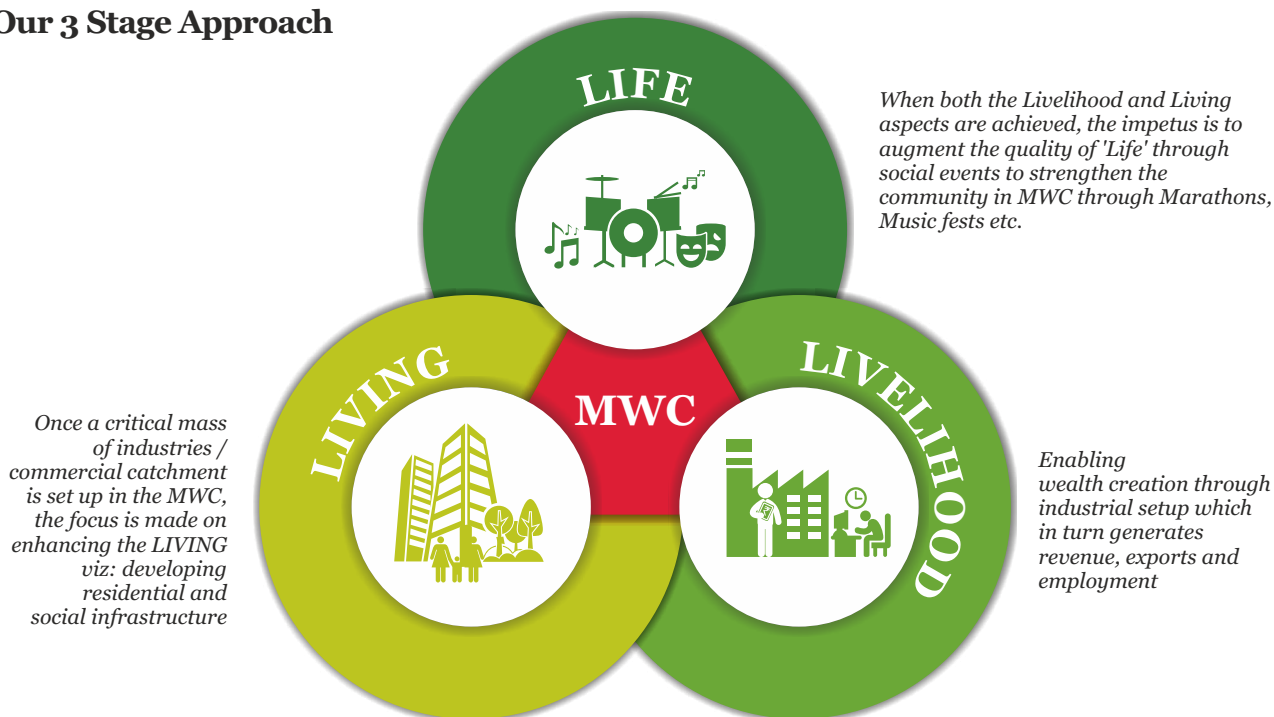 Our 3 Stage Approach
LIFE
When both the Livelihood and Living
aspects are achieved, the impetus is to
augment the quality of 'Life' through
social events to strengthen the
community in MWC through Marathons,
Music fests etc.
LIVING
MWC
LIVELIHOOD
Once a critical mass
of industries /
commercial catchment
is set up in the MWC,
the focus is made on
enhancing the LIVING
viz: developing
residential and
social infrastructure
Enabling
wealth creation through
industrial setup which
in turn generates
revenue, exports and
employment